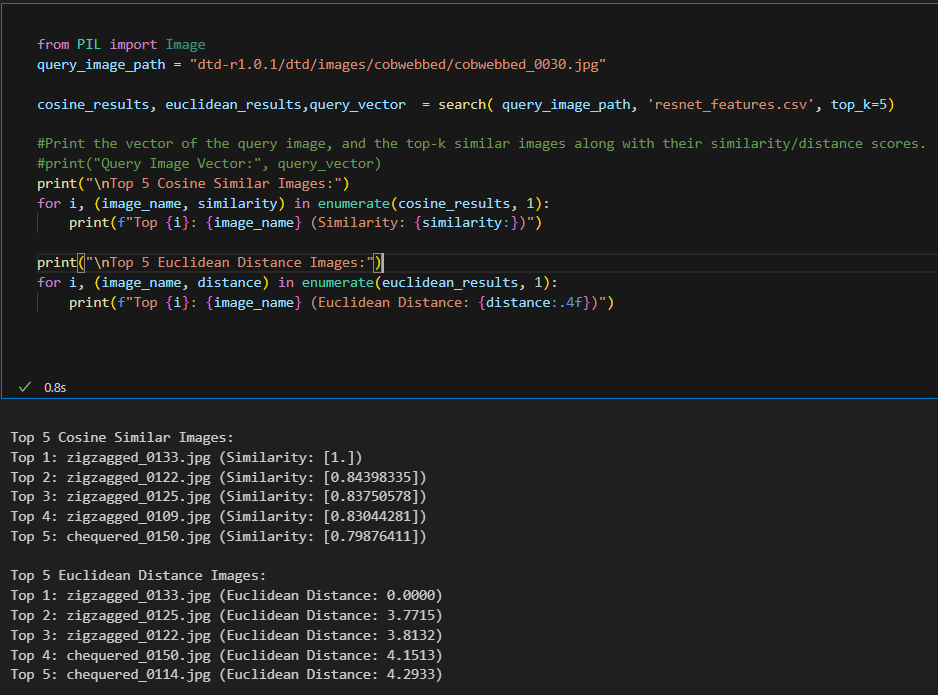 from PIL import Image
query_image_path = "dtd-r1.0.1/dtd/images/cobwebbed/cobwebbed_0030.jpg"
cosine_results, euclidean_results,query_vector  = search( query_image_path, 'resnet_features.csv', top_k=5)
#Print the vector of the query image, and the top-k similar images along with their similarity/distance scores.
#print("Query Image Vector:", query_vector)
print("\nTop 5 Cosine Similar Images:")
for i, (image_name, similarity) in enumerate(cosine_results, 1):
    print(f"Top {i}: {image_name} (Similarity: {similarity:})")
print("\nTop 5 Euclidean Distance Images:")
for i, (image_name, distance) in enumerate(euclidean_results, 1):
    print(f"Top {i}: {image_name} (Euclidean Distance: {distance:.4f})")
0.8s
Top 5 Cosine Similar Images:
Top 1: zigzagged_0133.jpg (Similarity: [1.])
Top 2: zigzagged_0122.jpg (Similarity: [0.84398335])
Top 3: zigzagged_0125.jpg (Similarity: [0.83750578])
Top 4: zigzagged_0109.jpg (Similarity: [0.83044281])
Top 5: chequered_0150.jpg (Similarity: [0.79876411])
Top 5 Euclidean Distance Images:
Top 1: zigzagged_0133.jpg (Euclidean Distance: 0.0000)
Top 2: zigzagged_0125.jpg (Euclidean Distance: 3.7715)
Top 3: zigzagged_0122.jpg (Euclidean Distance: 3.8132)
Top 4: chequered_0150.jpg (Euclidean Distance: 4.1513)
Top 5: chequered_0114.jpg (Euclidean Distance: 4.2933)